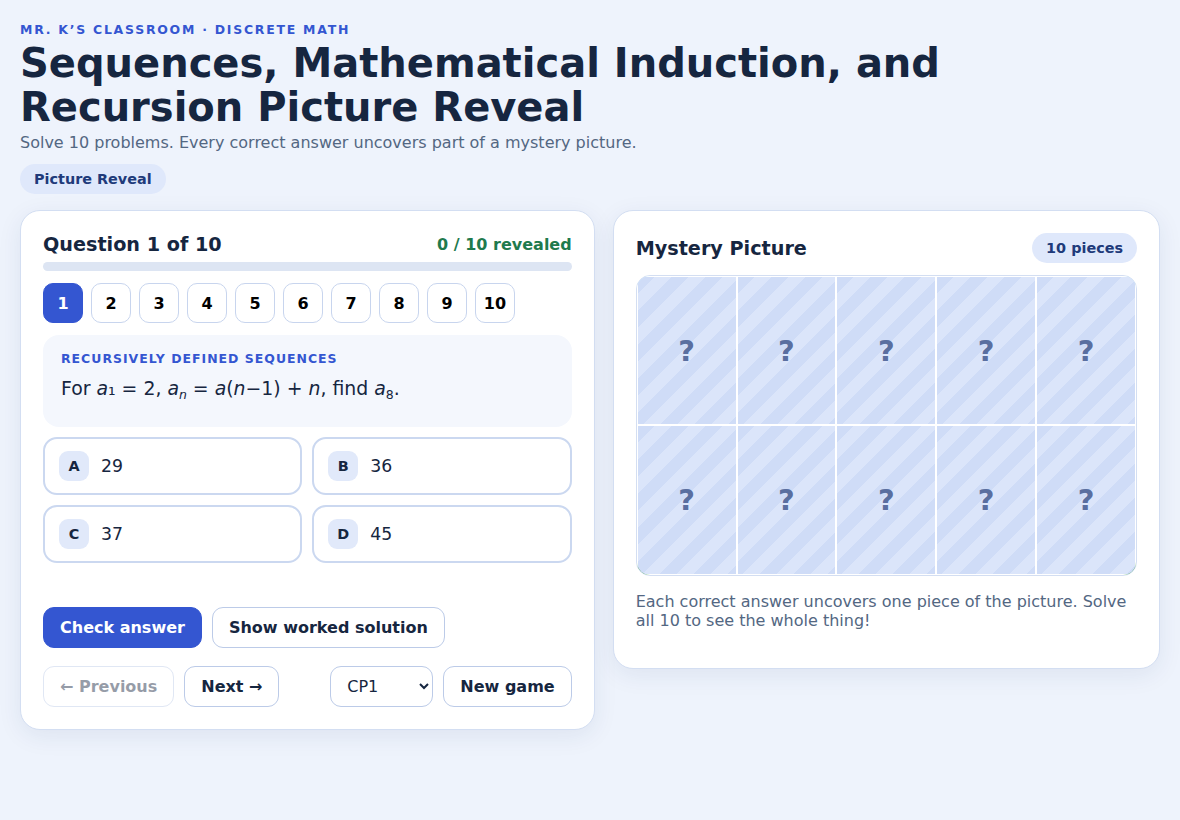 MR. K’S CLASSROOM · DISCRETE MATH
Sequences, Mathematical Induction, and
Recursion Picture Reveal
Solve 10 problems. Every correct answer uncovers part of a mystery picture.
Picture Reveal
Question 1 of 10
0 / 10 revealed
1 2 3 4 5 6 7 8 9 10
RECURSIVELY DEFINED SEQUENCES
For a₁ = 2, aₙ = a(n−1) + n, find a₈.
A 29
B 36
C 37
D 45
Check answer
Show worked solution
← Previous
Next →
CP1
New game
Mystery Picture
10 pieces
? ? ? ? ?
? ? ? ? ?
Each correct answer uncovers one piece of the picture. Solve
all 10 to see the whole thing!